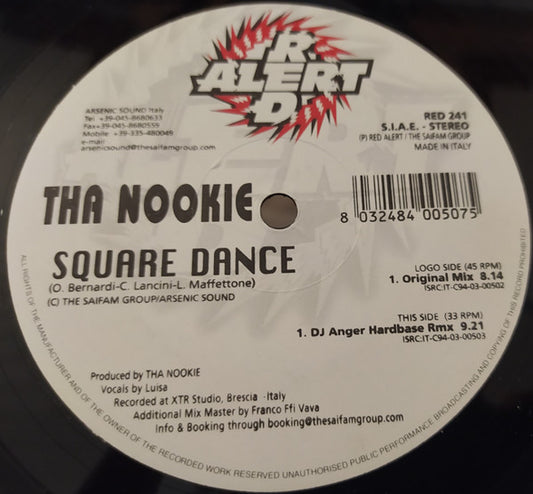 RED
ALERT
ARSENIC SOUND Italy
Tel +39-045-8680633
Fax+39-045-8680559
Mobile +39-335-480049
e-mail
arsenicsound@thesaifamgroup.com
RED 241
S.I.A.E. - STEREO
(P) RED ALERT / THE SAIFAM GROUP
MADE IN ITALY
THA NOOKIE
8 032484 005075
SQUARE DANCE
(O. Bernardi-C. Lancini-L. Maffettone)
(C) THE SAIFAM GROUP/ARSENIC SOUND
LOGO SIDE (45 RPM)
1. Original Mix 8.14
ISRC:IT-C94-03-00502
THIS SIDE (33 RPM)
1. DJ Anger Hardbase Rmx 9.21
ISRC:IT-C94-03-00503
Produced by THA NOOKIE
Vocals by Luisa
Recorded at XTR Studio, Brescia -Italy
Additional Mix Master by Franco Ffi Vava
Info & Booking through booking@thesaifamgroup.com
ALL RIGHTS OF THE MANUFACTURER AND OF THE OWNER OF THE RECORDED WORK RESERVED UNAUTHORISED PUBLIC PERFORMANCE BROADCASTING AND COPYING OF THIS RECORD PROHIBITED